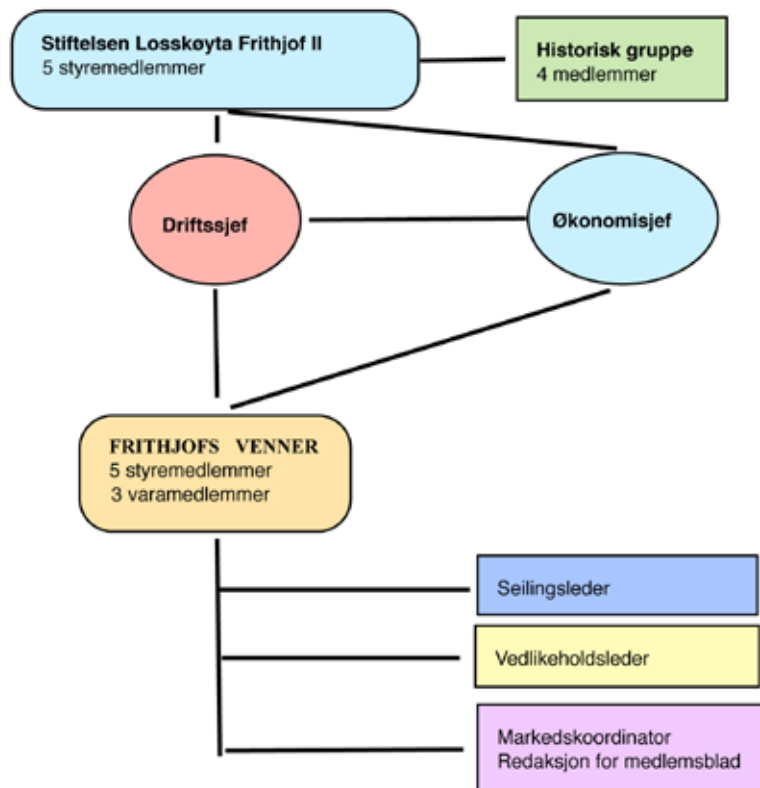 Stiftelsen Losskøyta Frithjof II
5 styremedlemmer
Historisk gruppe
4 medlemmer
Driftssjef
Økonomisjef
FRITHJOFS VENNER
5 styremedlemmer
3 varamedlemmer
Seilingsleder
Vedlikeholdsleder
Markedskoordinator
Redaksjon for medlemsblad